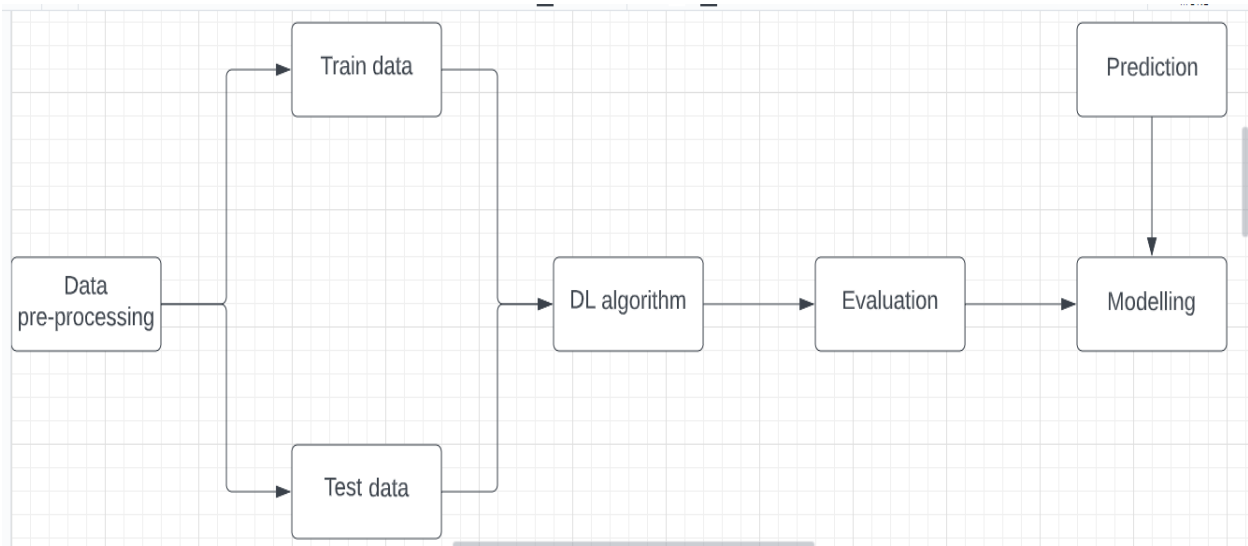 Train data
Prediction
Data
pre-processing
DL algorithm
Evaluation
Modelling
Test data